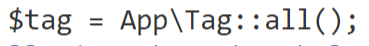 $tag = App\Tag::all();